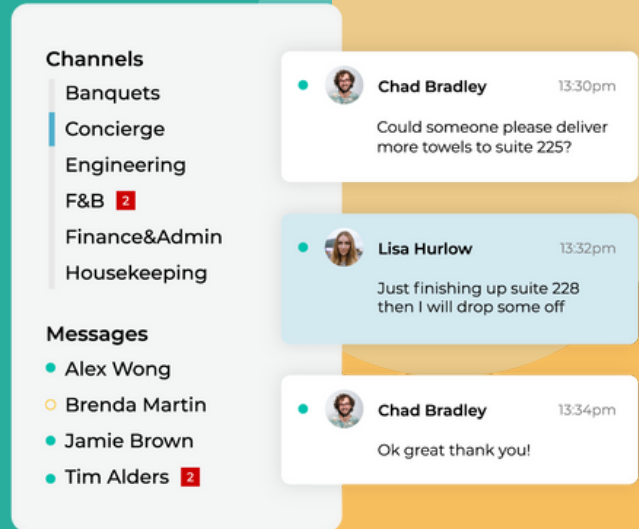 Channels
Banquets
Concierge
Engineering
F&B 2
Finance&Admin
Housekeeping
Messages
Alex Wong
Brenda Martin
Jamie Brown
Tim Alders 2
Chad Bradley 13:30pm
Could someone please deliver
more towels to suite 225?
Lisa Hurlow 13:32pm
Just finishing up suite 228
then I will drop some off
Chad Bradley 13:34pm
Ok great thank you!